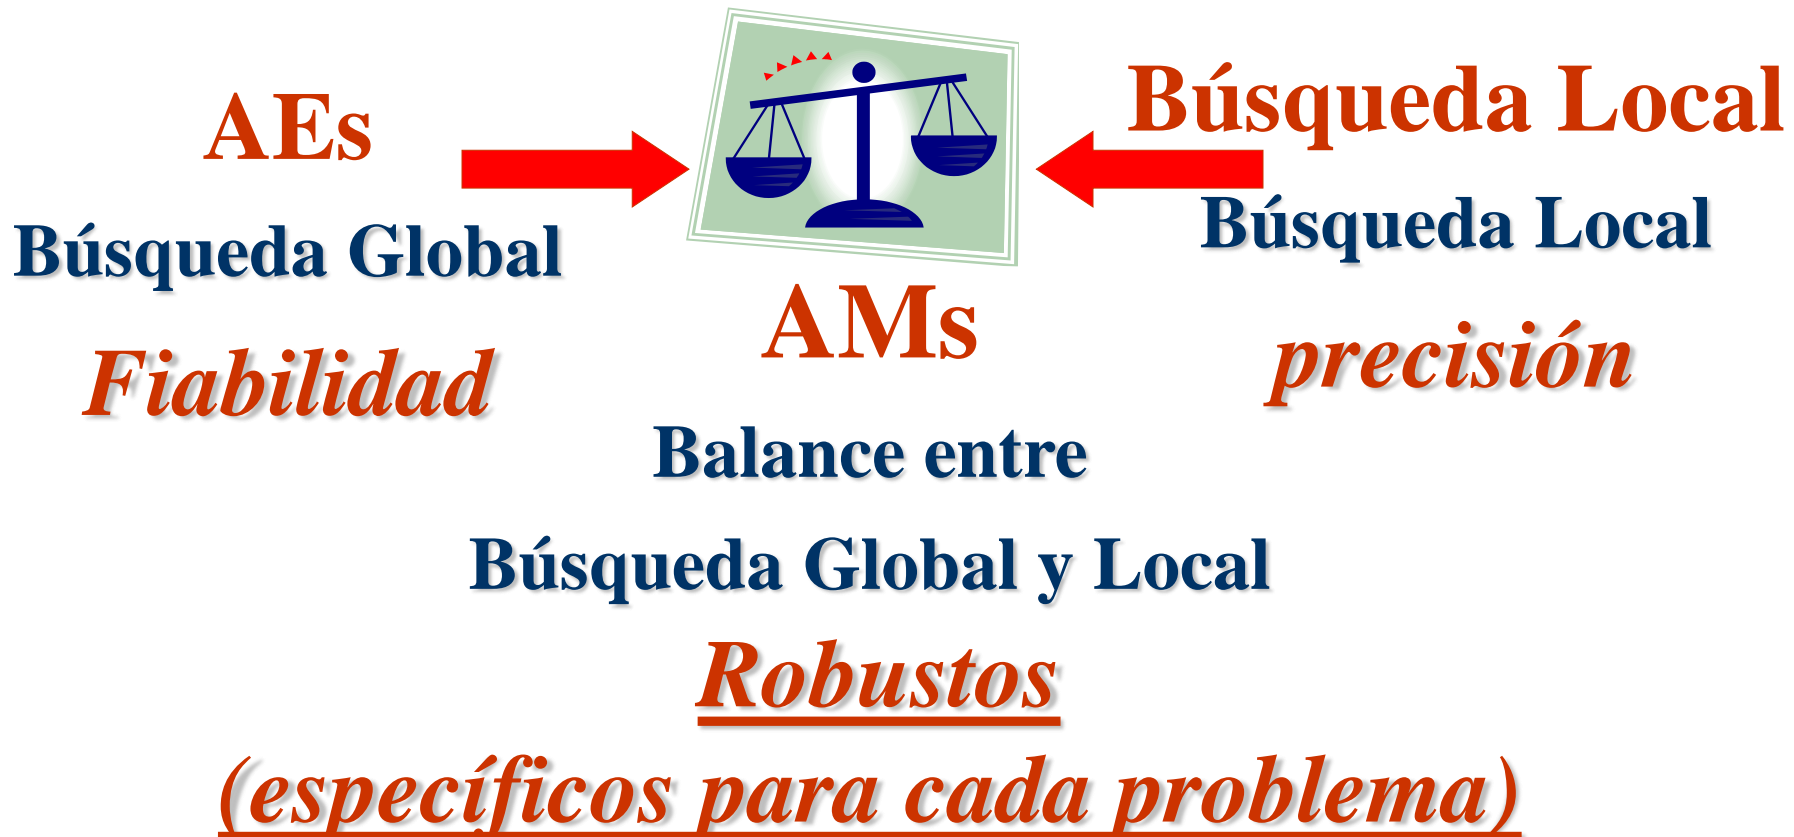 AEs
Búsqueda Global
Fiabilidad
Búsqueda Local
Búsqueda Local
precisión
AMs
Balance entre
Búsqueda Global y Local
Robustos
(específicos para cada problema)